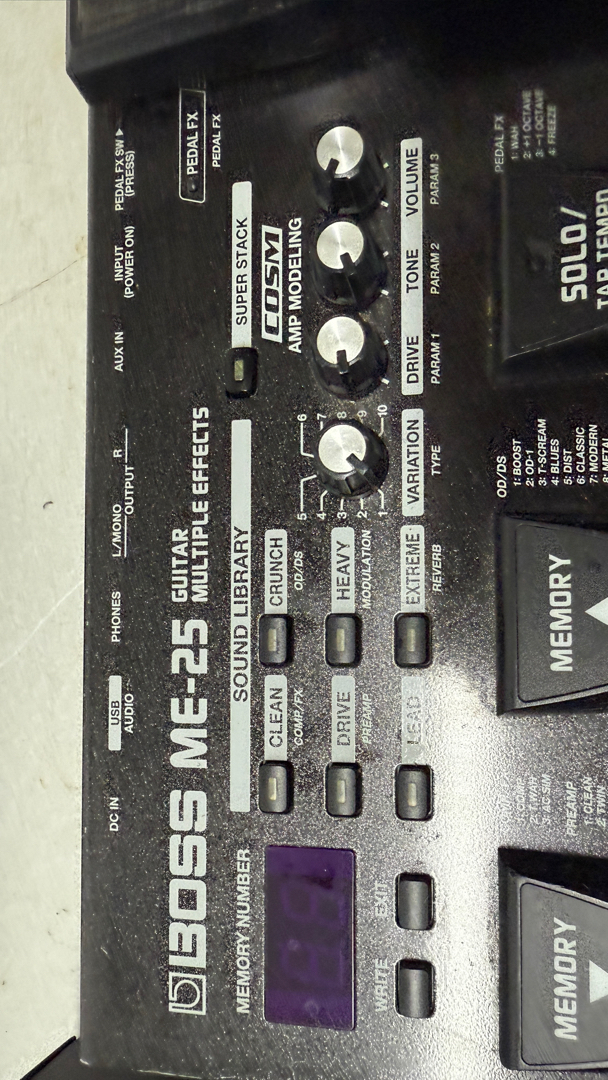 DC IN
USB
AUDIO
PHONES
L/MONO
R
OUTPUT
AUX IN
INPUT
(POWER ON)
PEDAL FX SW
(PRESS)
BOSS ME-25
GUITAR
MULTIPLE EFFECTS
PEDAL FX
PEDAL FX
MEMORY NUMBER
SOUND LIBRARY
SUPER STACK
COSM
AMP MODELING
CLEAN
COMP/FX
CRUNCH
OD/DS
DRIVE
PREAMP
HEAVY
MODULATION
LEAD
EXTREME
REVERB
5
4
3
2
1
6
7
8
9
10
VARIATION
TYPE
DRIVE
PARAM 1
TONE
PARAM 2
VOLUME
PARAM 3
WRITE
EXIT
PREAMP
1: CLEAN
2: TWIN
OD/DS
1: BOOST
2: OD-1
3: T-SCREAM
4: BLUES
5: DIST
6: CLASSIC
7: MODERN
8: METAL
PEDAL FX
1: WAH
2: +1 OCTAVE
3: -1 OCTAVE
4: FREEZE
MEMORY
MEMORY
SOLO/
TAP TEMPO